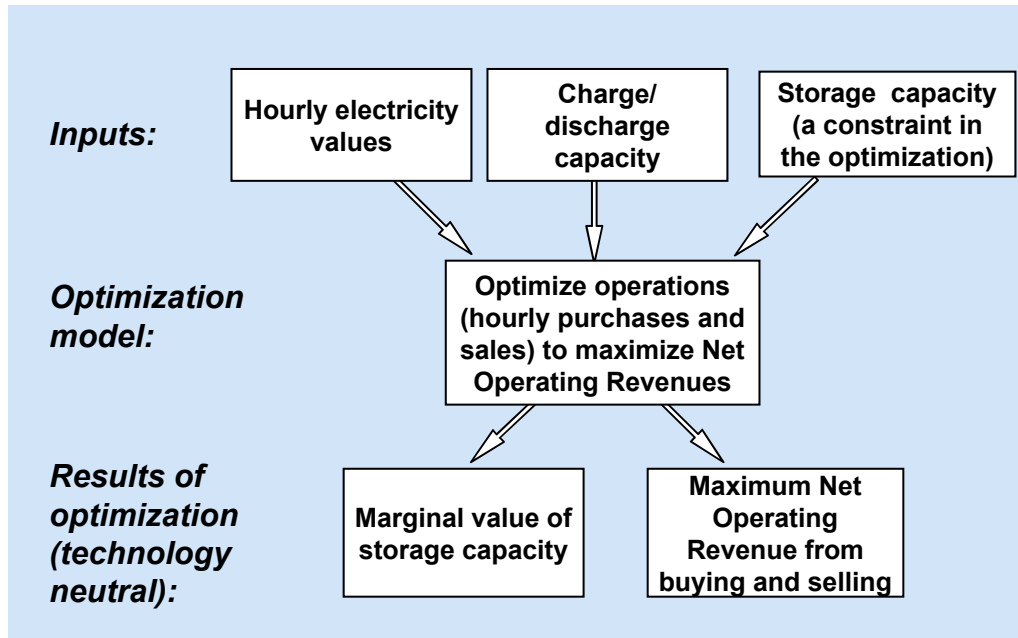 Inputs:
Hourly electricity
values
Charge/
discharge
capacity
Storage capacity
(a constraint in
the optimization)
Optimization
model:
Optimize operations
(hourly purchases and
sales) to maximize Net
Operating Revenues
Results of
optimization
(technology
neutral):
Marginal value of
storage capacity
Maximum Net
Operating
Revenue from
buying and selling